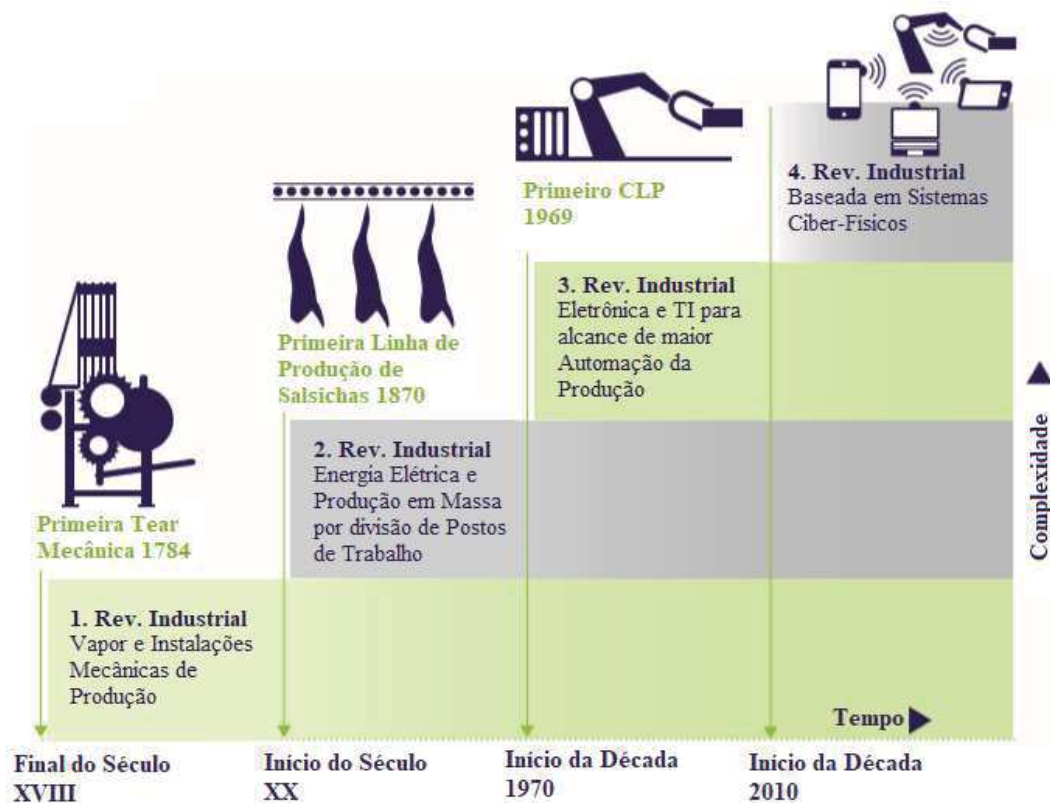 4. Rev. Industrial
Baseada em Sistemas
Ciber-Físicos
Primeiro CLP
1969
3. Rev. Industrial
Eletrônica e TI para
alcance de maior
Automação da
Produção
Primeira Linha de
Produção de
Salsichas 1870
2. Rev. Industrial
Energia Elétrica e
Produção em Massa
por divisão de Postos
de Trabalho
Primeira Tear
Mecânica 1784
1. Rev. Industrial
Vapor e Instalações
Mecânicas de
Produção
Complexidade
Tempo
Final do Século
XVIII
Início do Século
XX
Início da Década
1970
Início da Década
2010